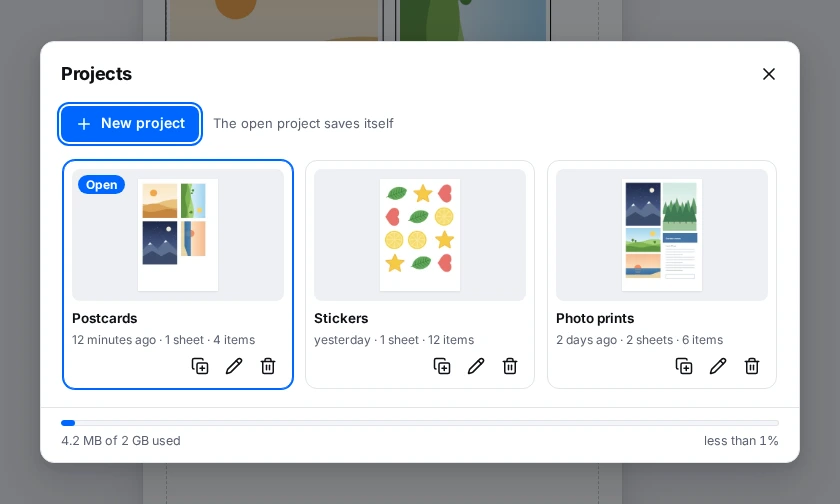 Projects
New project
The open project saves itself
Open
Postcards
12 minutes ago · 1 sheet · 4 items
Stickers
yesterday · 1 sheet · 12 items
Photo prints
2 days ago · 2 sheets · 6 items
4.2 MB of 2 GB used
less than 1%